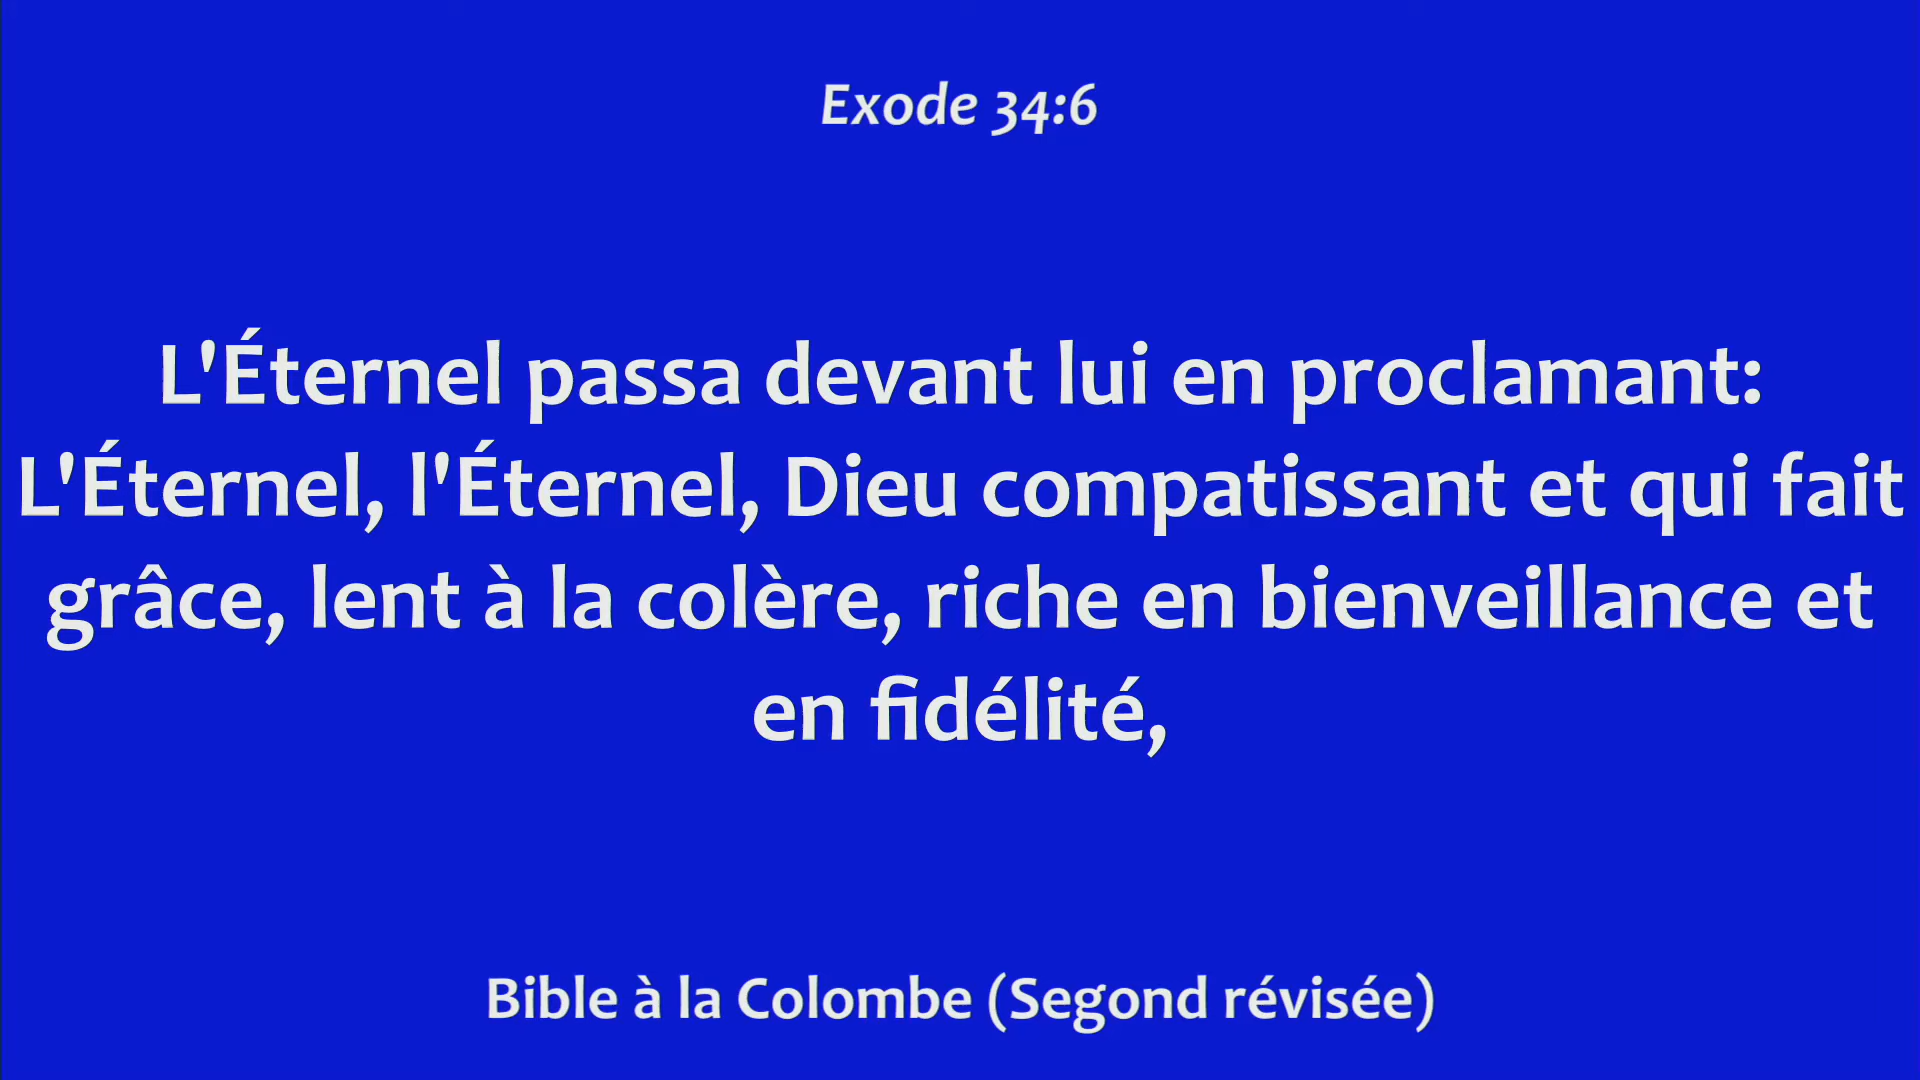 Exode 34:6
L'Éternel passa devant lui en proclamant:
L'Éternel, l'Éternel, Dieu compatissant et qui fait
grâce, lent à la colère, riche en bienveillance et
en fidélité,
Bible à la Colombe (Segond révisée)